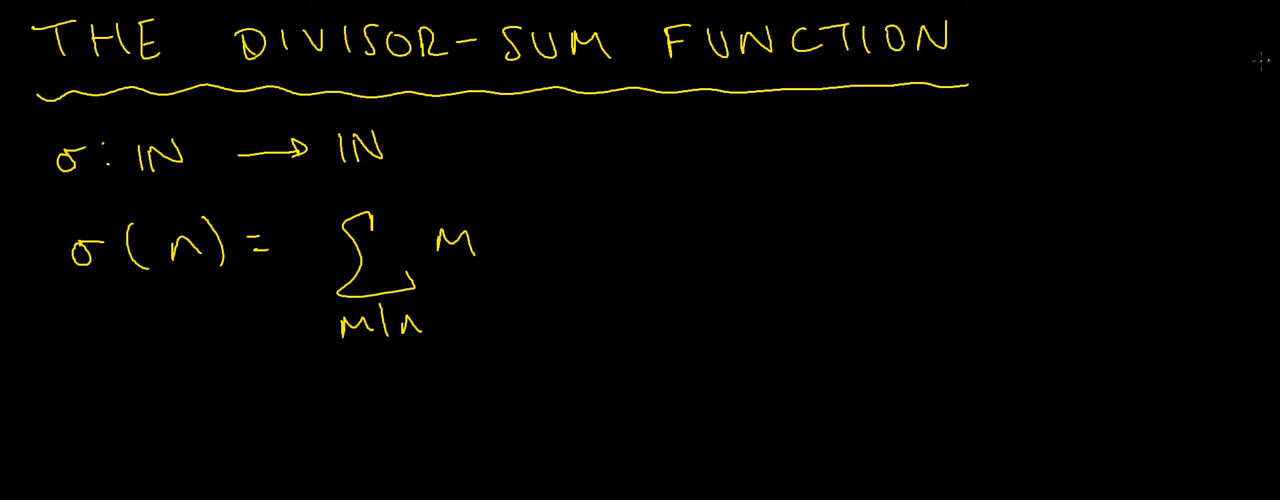 THE DIVISOR-SUM FUNCTION
σ: ℕ → ℕ
σ(n) = ∑ m
m|n